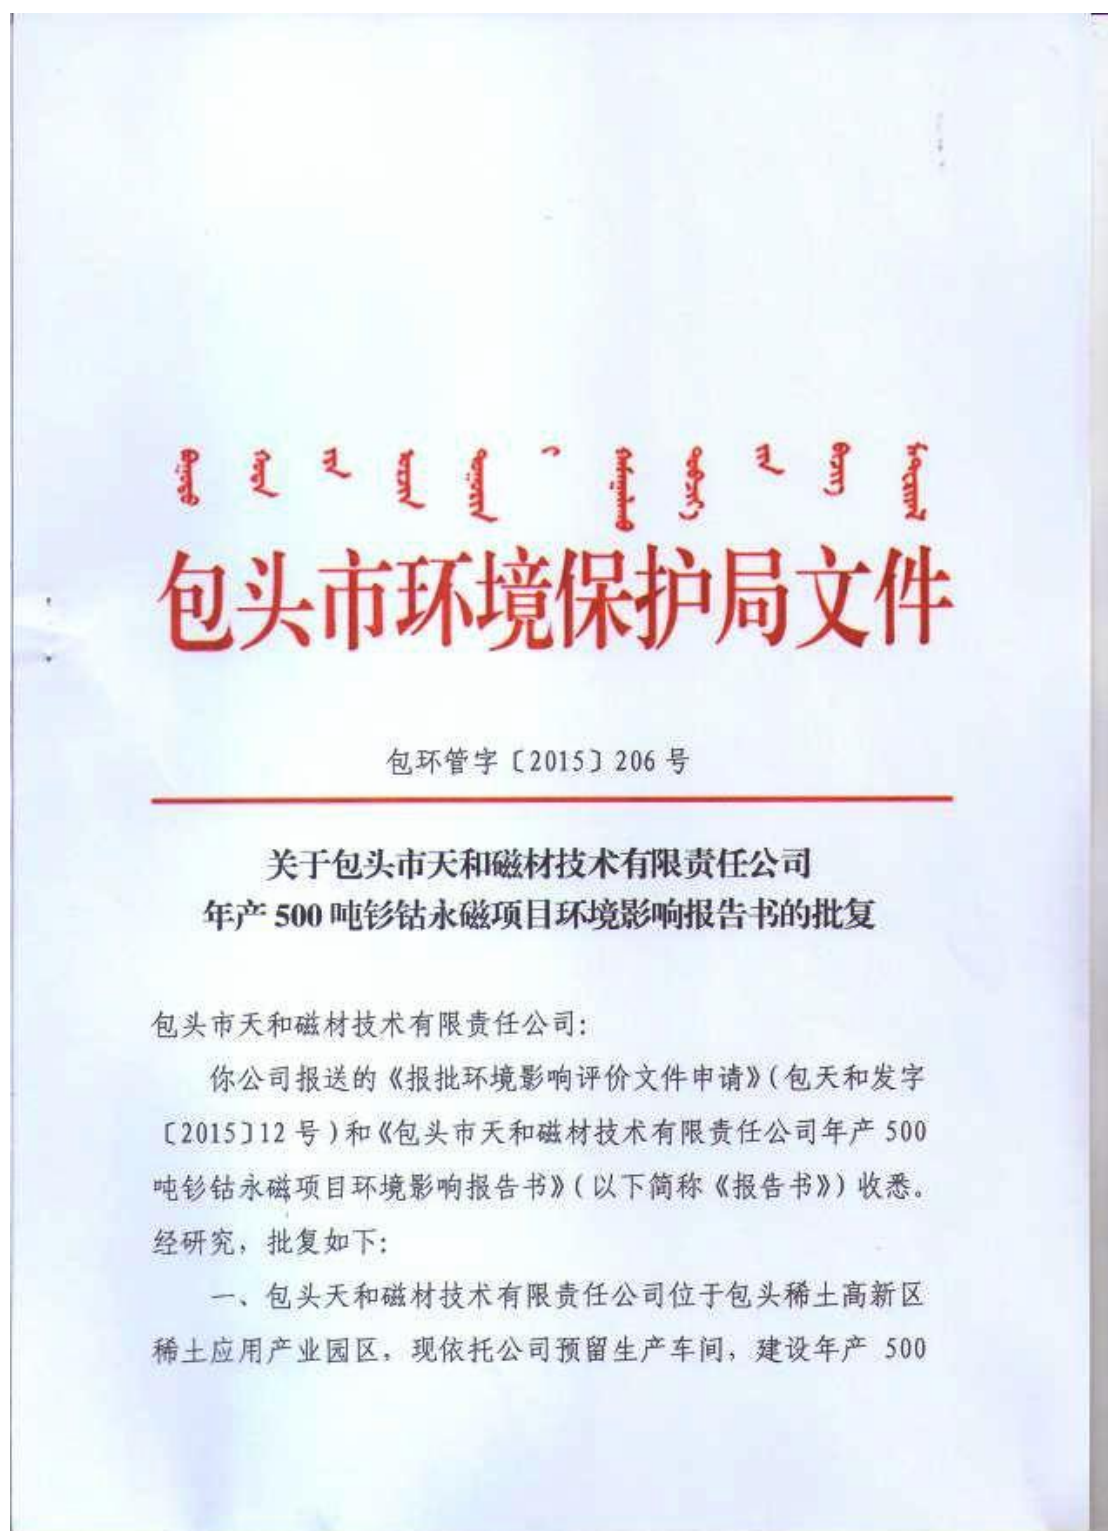 包头市环境保护局文件
包环管字〔2015〕206 号
关于包头市天和磁材技术有限责任公司
年产 500 吨钐钴永磁项目环境影响报告书的批复
包头市天和磁材技术有限责任公司:
你公司报送的《报批环境影响评价文件申请》(包天和发字
〔2015〕12 号)和《包头市天和磁材技术有限责任公司年产 500
吨钐钴永磁项目环境影响报告书》(以下简称《报告书》)收悉。
经研究，批复如下:
一、包头天和磁材技术有限责任公司位于包头稀土高新区
稀土应用产业园区，现依托公司预留生产车间，建设年产 500